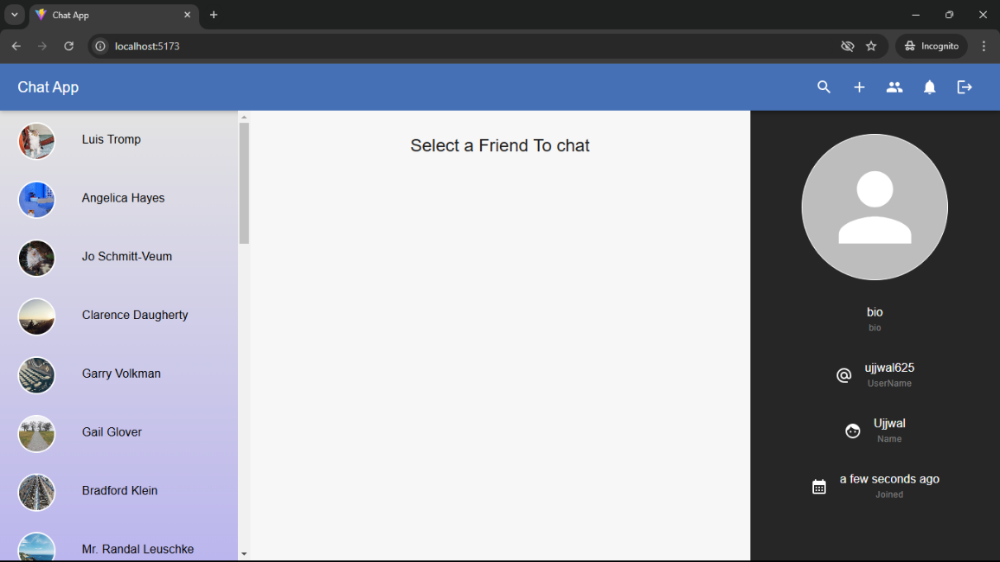 Chat App
localhost:5173
Incognito
Chat App
Luis Tromp
Angelica Hayes
Jo Schmitt-Veum
Clarence Daugherty
Garry Volkman
Gail Glover
Bradford Klein
Mr. Randal Leuschke
Select a Friend To chat
bio
bio
ujjwal625
UserName
Ujjwal
Name
a few seconds ago
Joined